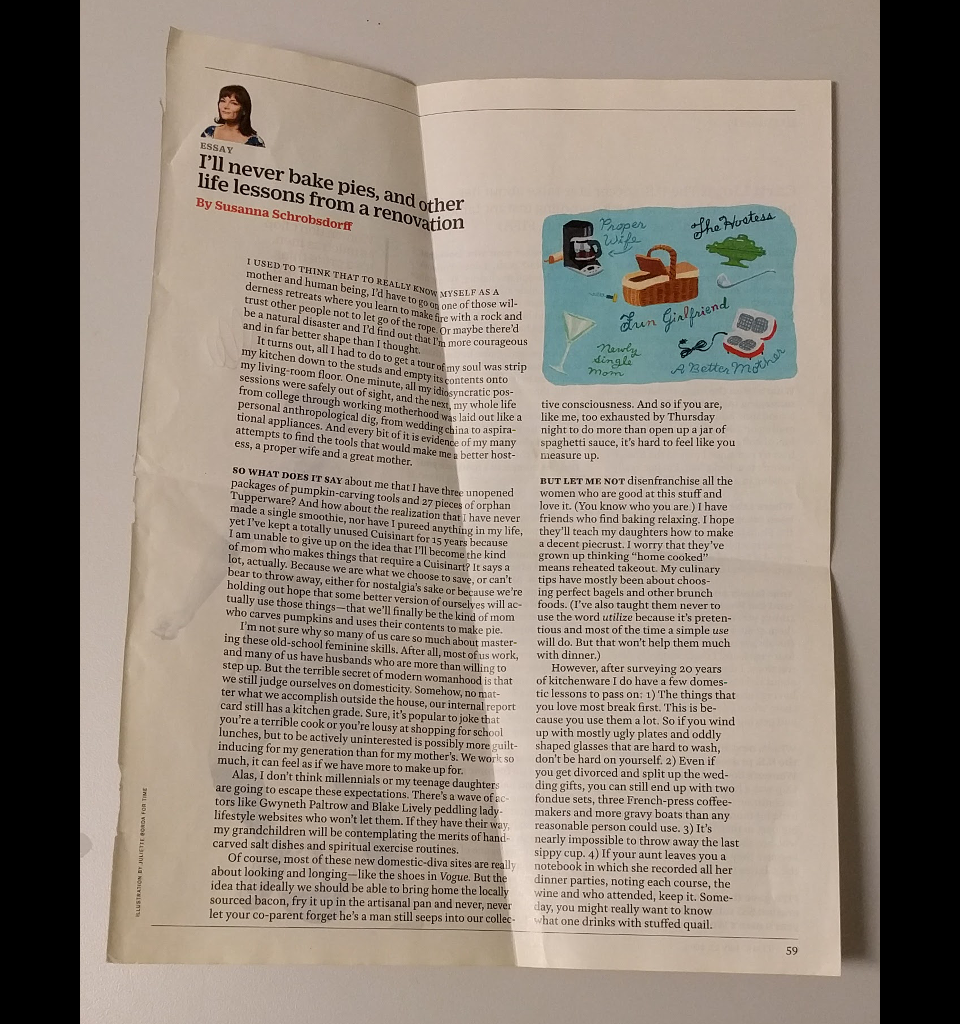 ESSAY
I'll never bake pies, and other
life lessons from a renovation
By Susanna Schrobsdorff
I USED TO THINK THAT TO REALLY KNOW MYSELF AS A
mother and human being, I'd have to go on one of those wil-
derness retreats where you learn to make fire with a rock and
trust other people not to let go of the rope. Or maybe there'd
be a natural disaster and I'd find out that I'm more courageous
and in far better shape than I thought.
It turns out, all I had to do to get a tour of my soul was strip
my kitchen down to the studs and empty its contents onto
my living-room floor. One minute, all my idiosyncratic pos-
sessions were safely out of sight, and the next, my whole life
from college through working motherhood was laid out like a
personal anthropological dig, from wedding china to aspira-
tional appliances. And every bit of it is evidence of my many
attempts to find the tools that would make me a better host-
ess, a proper wife and a great mother.
SO WHAT DOES IT SAY about me that I have three unopened
packages of pumpkin-carving tools and 27 pieces of orphan
Tupperware? And how about the realization that I have never
made a single smoothie, nor have I pureed anything in my life,
yet I've kept a totally unused Cuisinart for 15 years because
I am unable to give up on the idea that I'll become the kind
of mom who makes things that require a Cuisinart? It says a
lot, actually. Because we are what we choose to save, or can't
bear to throw away, either for nostalgia's sake or because we're
holding out hope that some better version of ourselves will ac-
tually use those things—that we'll finally be the kind of mom
who carves pumpkins and uses their contents to make pie.
I'm not sure why so many of us care so much about master-
ing these old-school feminine skills. After all, most of us work,
and many of us have husbands who are more than willing to
step up. But the terrible secret of modern womanhood is that
we still judge ourselves on domesticity. Somehow, no mat-
ter what we accomplish outside the house, our internal report
card still has a kitchen grade. Sure, it's popular to joke that
you're a terrible cook or you're lousy at shopping for school
lunches, but to be actively uninterested is possibly more guilt-
inducing for my generation than for my mother's. We work so
much, it can feel as if we have more to make up for.
Alas, I don't think millennials or my teenage daughters
are going to escape these expectations. There's a wave of ac-
tors like Gwyneth Paltrow and Blake Lively peddling lady-
lifestyle websites who won't let them. If they have their way,
my grandchildren will be contemplating the merits of hand-
carved salt dishes and spiritual exercise routines.
Of course, most of these new domestic-diva sites are really
about looking and longing—like the shoes in Vogue. But the
idea that ideally we should be able to bring home the locally
sourced bacon, fry it up in the artisanal pan and never, never
let your co-parent forget he's a man still seeps into our collec-
ILLUSTRATION BY JULIETTE BORDA FOR TIME
Proper
Wife
The Hostess
Fun Girlfriend
Newly
Single
Mom
A Better Mother
tive consciousness. And so if you are,
like me, too exhausted by Thursday
night to do more than open up a jar of
spaghetti sauce, it's hard to feel like you
measure up.
BUT LET ME NOT disenfranchise all the
women who are good at this stuff and
love it. (You know who you are.) I have
friends who find baking relaxing. I hope
they'll teach my daughters how to make
a decent piecrust. I worry that they've
grown up thinking "home cooked"
means reheated takeout. My culinary
tips have mostly been about choos-
ing perfect bagels and other brunch
foods. (I've also taught them never to
use the word utilize because it's preten-
tious and most of the time a simple use
will do. But that won't help them much
with dinner.)
However, after surveying 20 years
of kitchenware I do have a few domes-
tic lessons to pass on: 1) The things that
you love most break first. This is be-
cause you use them a lot. So if you wind
up with mostly ugly plates and oddly
shaped glasses that are hard to wash,
don't be hard on yourself. 2) Even if
you get divorced and split up the wed-
ding gifts, you can still end up with two
fondue sets, three French-press coffee-
makers and more gravy boats than any
reasonable person could use. 3) It's
nearly impossible to throw away the last
sippy cup. 4) If your aunt leaves you a
notebook in which she recorded all her
dinner parties, noting each course, the
wine and who attended, keep it. Some-
day, you might really want to know
what one drinks with stuffed quail.
59